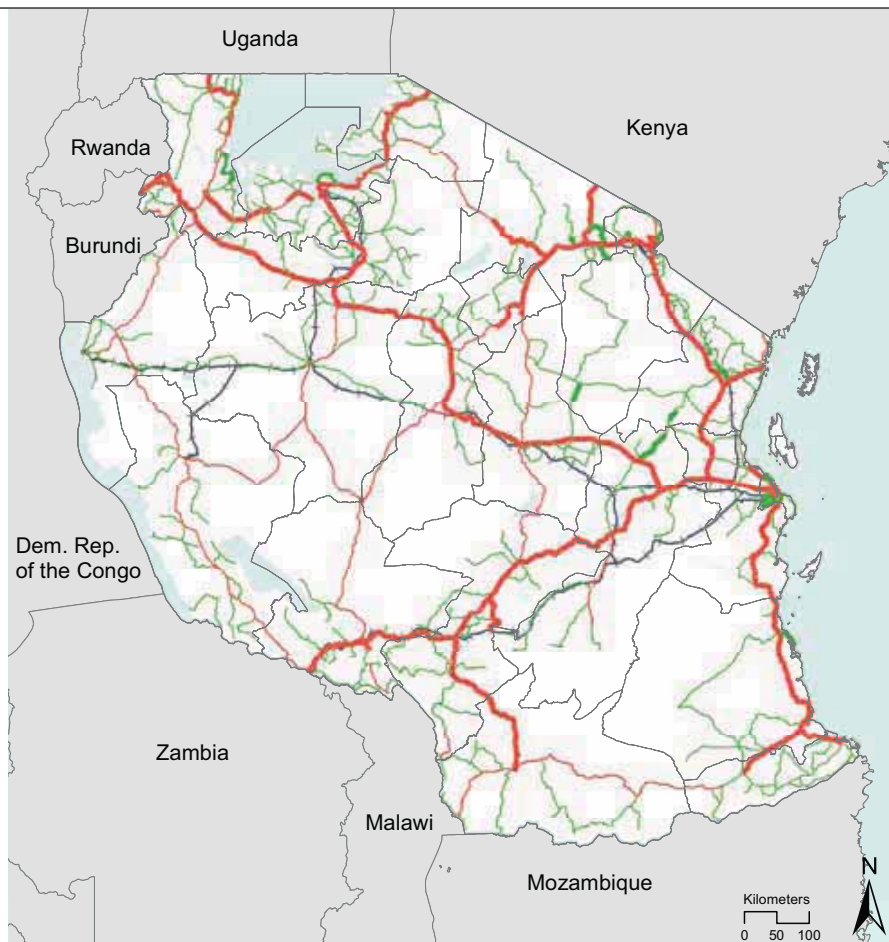 Uganda
Kenya
Rwanda
Burundi
Dem. Rep.
of the Congo
Zambia
Malawi
Mozambique
N
Kilometers
0 50 100